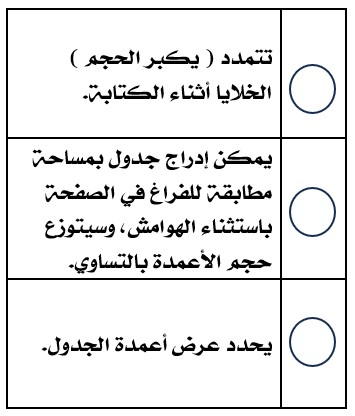 تتمدد ( يكبر الحجم )
الخلايا أثناء الكتابة.
يمكن إدراج جدول بمساحة
مطابقة للفراغ في الصفحة
باستثناء الهوامش، وسيتوزع
حجم الأعمدة بالتساوي.
يحدد عرض أعمدة الجدول.